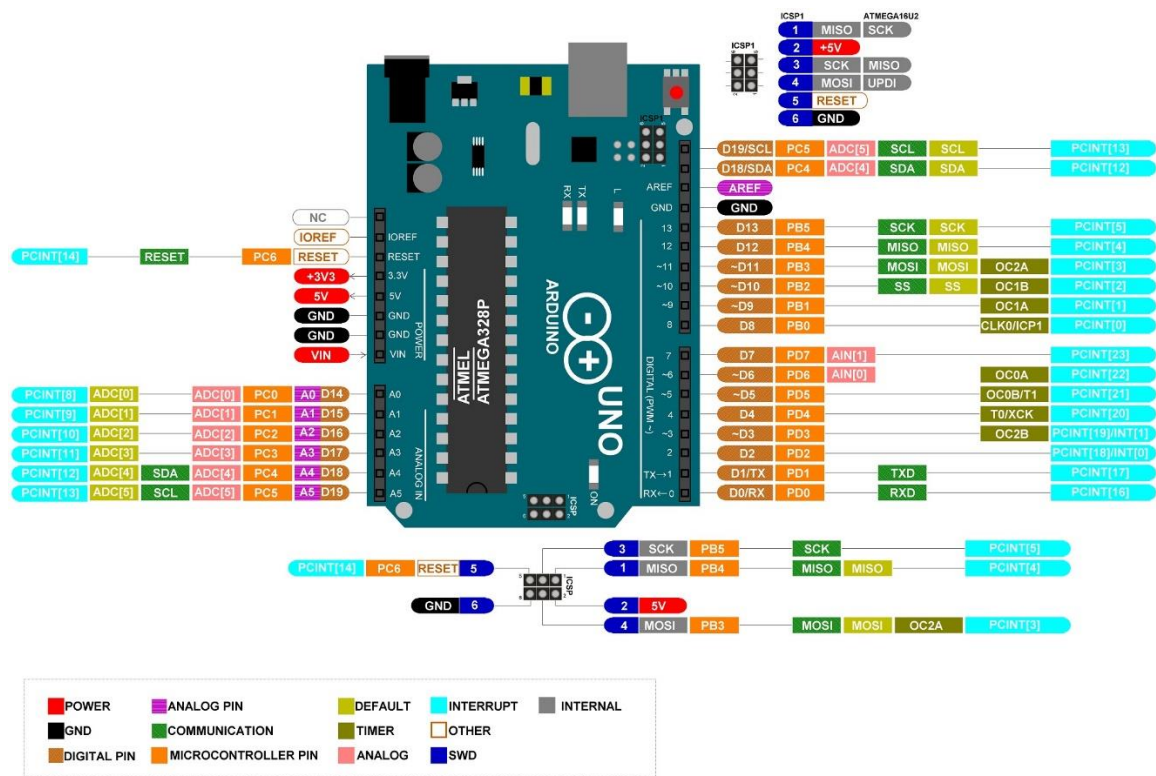 ICSP1 ATMEGA16U2
1 MISO SCK
2 +5V
3 SCK MISO
4 MOSI UPDI
5 RESET
6 GND
ICSP1
ICSP1
D19/SCL PC5 ADC[5] SCL SCL PCINT[13]
D18/SDA PC4 ADC[4] SDA SDA PCINT[12]
AREF AREF
GND GND
13 D13 PB5 SCK SCK PCINT[5]
12 D12 PB4 MISO MISO PCINT[4]
~11 ~D11 PB3 MOSI MOSI OC2A PCINT[3]
~10 ~D10 PB2 SS SS OC1B PCINT[2]
~9 ~D9 PB1 OC1A PCINT[1]
8 D8 PB0 CLK0/ICP1 PCINT[0]
7 D7 PD7 AIN[1] PCINT[23]
~6 ~D6 PD6 AIN[0] OC0A PCINT[22]
~5 ~D5 PD5 OC0B/T1 PCINT[21]
4 D4 PD4 T0/XCK PCINT[20]
~3 ~D3 PD3 OC2B PCINT[19]/INT[1]
2 D2 PD2 PCINT[18]/INT[0]
TX→1 D1/TX PD1 TXD PCINT[17]
RX←0 D0/RX PD0 RXD PCINT[16]
RX
TX
L
ARDUINO
UNO
DIGITAL (PWM ~)
ATMEL
ATMEGA328P
ON
ICSP
NC
IOREF IOREF
PCINT[14] RESET PC6 RESET RESET
+3V3 3.3V
5V 5V
GND GND
GND GND
VIN VIN
POWER
PCINT[8] ADC[0] ADC[0] PC0 A0 D14 A0
PCINT[9] ADC[1] ADC[1] PC1 A1 D15 A1
PCINT[10] ADC[2] ADC[2] PC2 A2 D16 A2
PCINT[11] ADC[3] ADC[3] PC3 A3 D17 A3
PCINT[12] ADC[4] SDA ADC[4] PC4 A4 D18 A4
PCINT[13] ADC[5] SCL ADC[5] PC5 A5 D19 A5
ANALOG IN
3 SCK PB5 SCK PCINT[5]
PCINT[14] PC6 RESET 5
1 MISO PB4 MISO MISO PCINT[4]
ICSP
GND 6
2 5V
4 MOSI PB3 MOSI MOSI OC2A PCINT[3]
POWER ANALOG PIN DEFAULT INTERRUPT INTERNAL
GND COMMUNICATION TIMER OTHER
DIGITAL PIN MICROCONTROLLER PIN ANALOG SWD